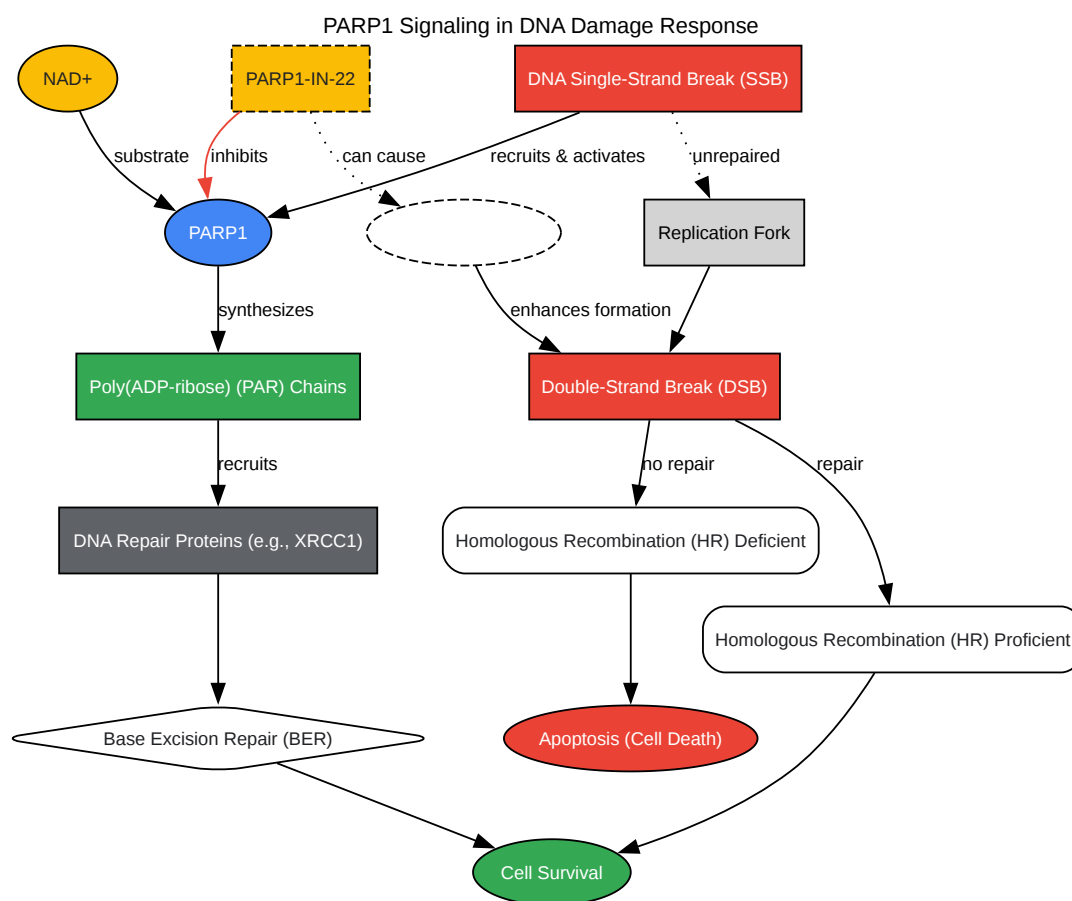 PARP1 Signaling in DNA Damage Response
NAD+
PARP1-IN-22
DNA Single-Strand Break (SSB)
substrate
inhibits
can cause
recruits & activates
unrepaired
PARP1
Replication Fork
synthesizes
enhances formation
Poly(ADP-ribose) (PAR) Chains
Double-Strand Break (DSB)
recruits
no repair
repair
DNA Repair Proteins (e.g., XRCC1)
Homologous Recombination (HR) Deficient
Homologous Recombination (HR) Proficient
Base Excision Repair (BER)
Apoptosis (Cell Death)
Cell Survival